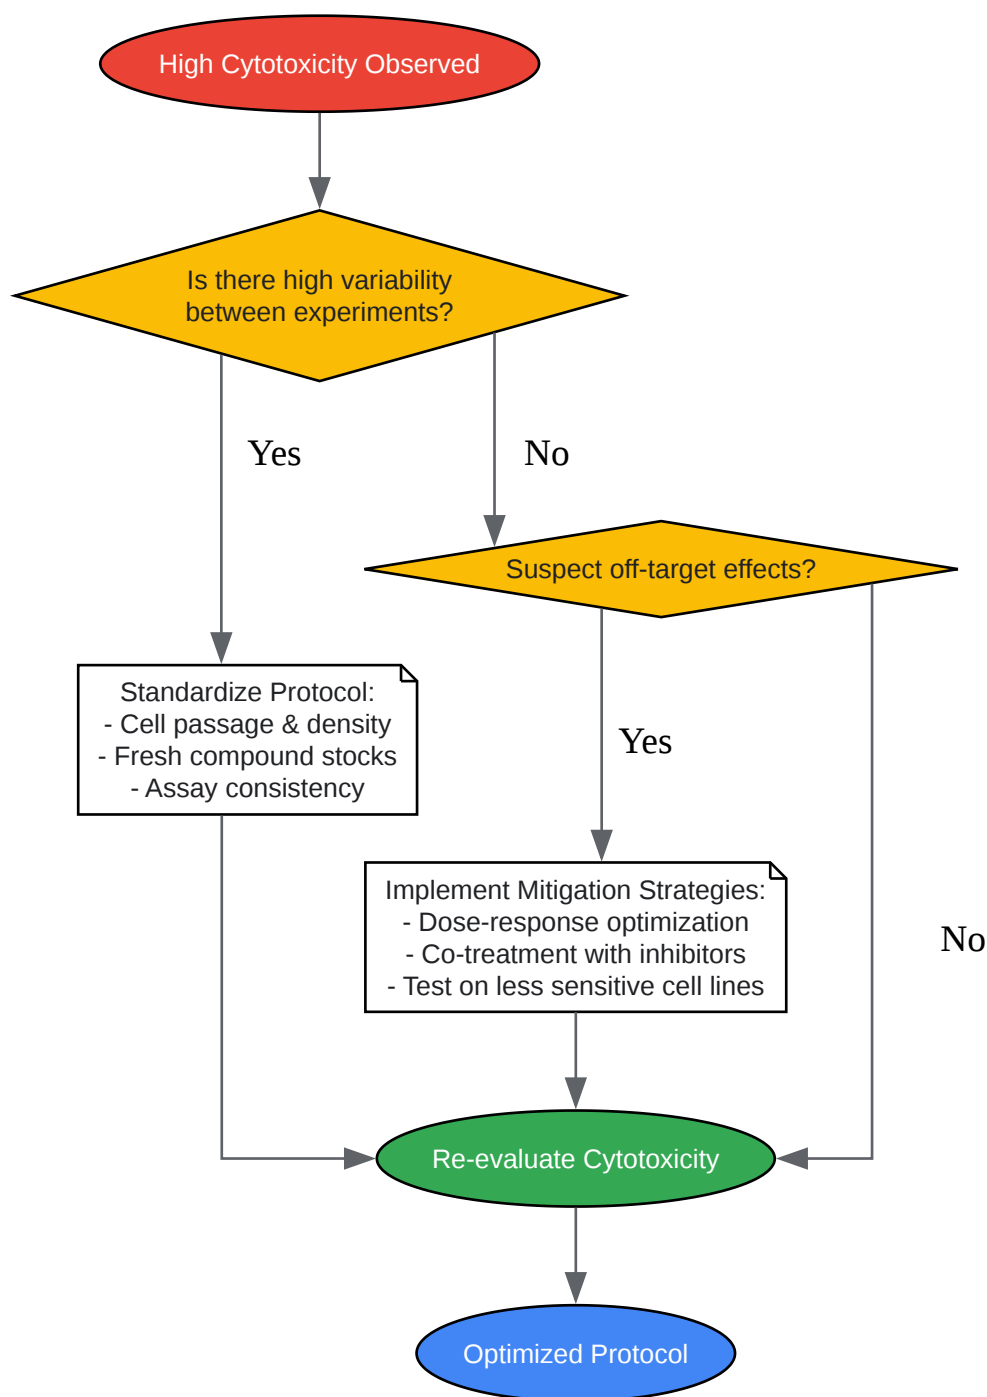 High Cytotoxicity Observed
Is there high variability
between experiments?
Yes
No
Suspect off-target effects?
Standardize Protocol:
- Cell passage & density
- Fresh compound stocks
- Assay consistency
Yes
Implement Mitigation Strategies:
- Dose-response optimization
- Co-treatment with inhibitors
- Test on less sensitive cell lines
No
Re-evaluate Cytotoxicity
Optimized Protocol